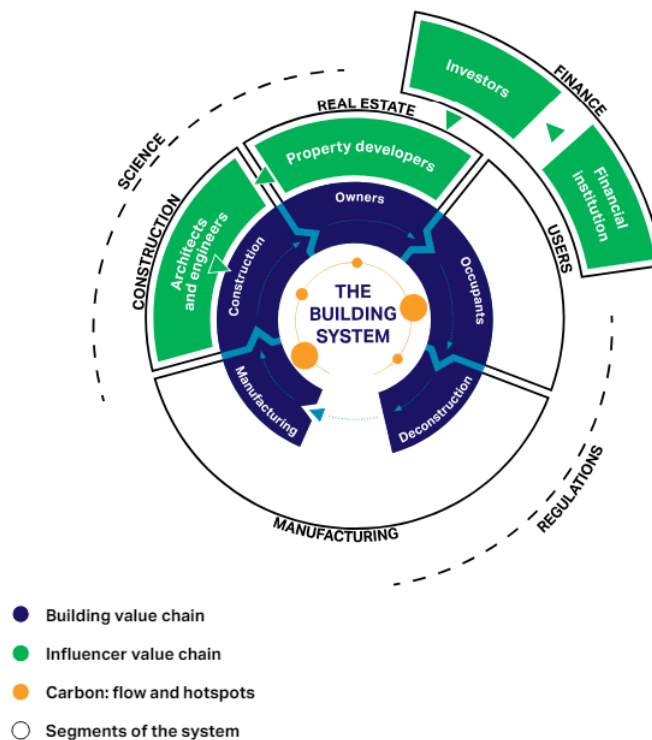 FINANCE
Investors
Financial
institution
REAL ESTATE
Property developers
SCIENCE
CONSTRUCTION
Architects
and engineers
USERS
Owners
Construction
Occupants
THE
BUILDING
SYSTEM
Manufacturing
Deconstruction
MANUFACTURING
REGULATIONS
Building value chain
Influencer value chain
Carbon: flow and hotspots
Segments of the system